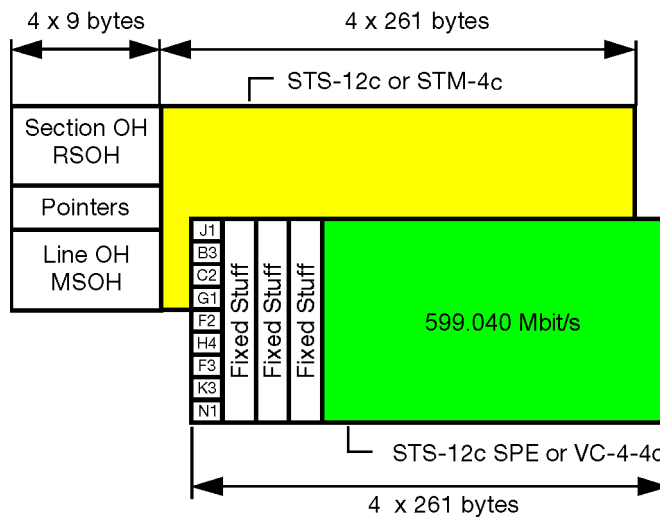 4 x 9 bytes
4 x 261 bytes
STS-12c or STM-4c
Section OH
RSOH
Pointers
Line OH
MSOH
J1
B3
C2
G1
F2
H4
F3
K3
N1
Fixed Stuff
Fixed Stuff
Fixed Stuff
599.040 Mbit/s
STS-12c SPE or VC-4-4c
4 x 261 bytes